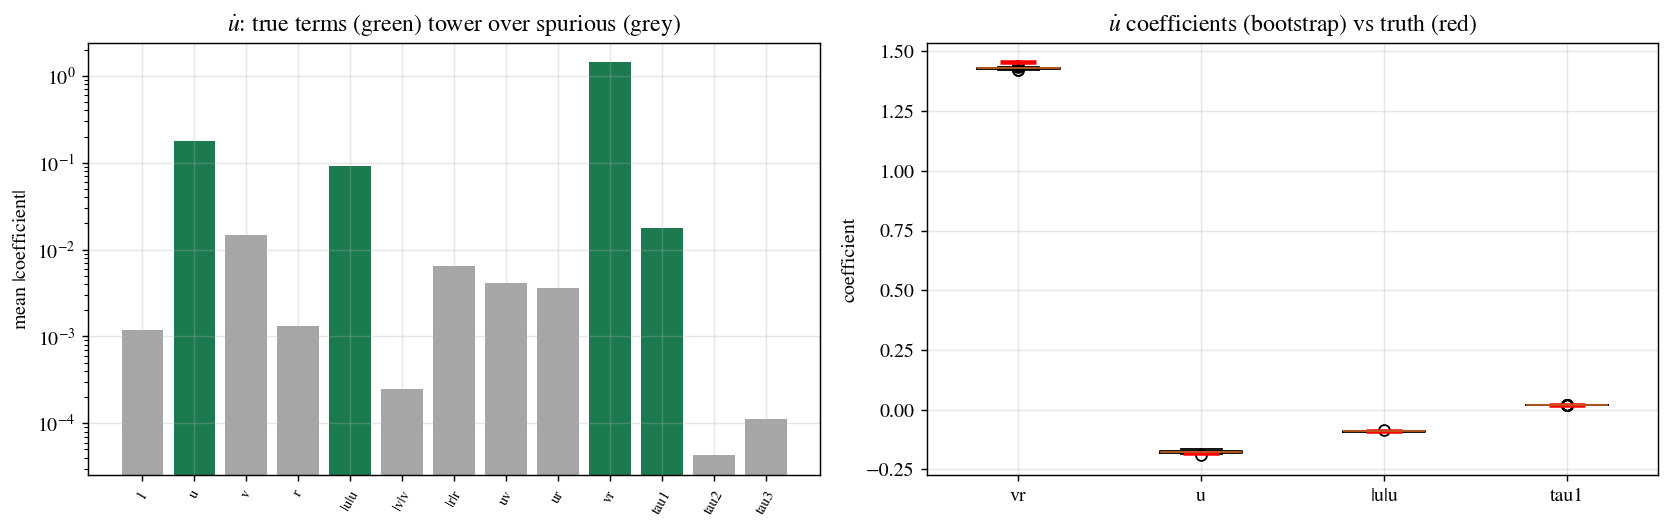 u̇: true terms (green) tower over spurious (grey)
mean |coefficient|
10⁰
10⁻¹
10⁻²
10⁻³
10⁻⁴
1
u
v
r
|u|u
|v|v
|r|r
uv
ur
vr
tau1
tau2
tau3
u̇ coefficients (bootstrap) vs truth (red)
coefficient
1.50
1.25
1.00
0.75
0.50
0.25
0.00
−0.25
vr
u
|u|u
tau1